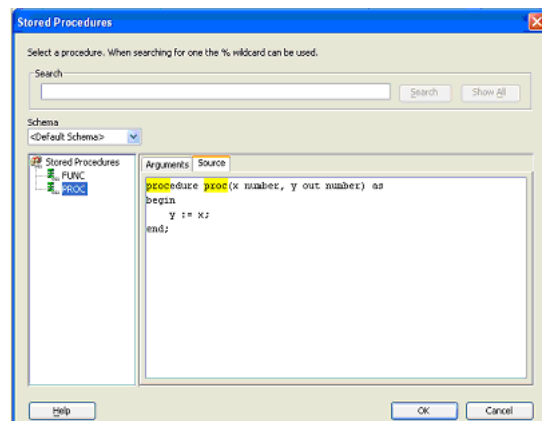 Stored Procedures
Select a procedure. When searching for one the % wildcard can be used.
Search
Search
Show All
Schema
<Default Schema>
Stored Procedures
FUNC
PROC
Arguments
Source
procedure proc(x number, y out number) as
begin
y := x;
end;
Help
OK
Cancel